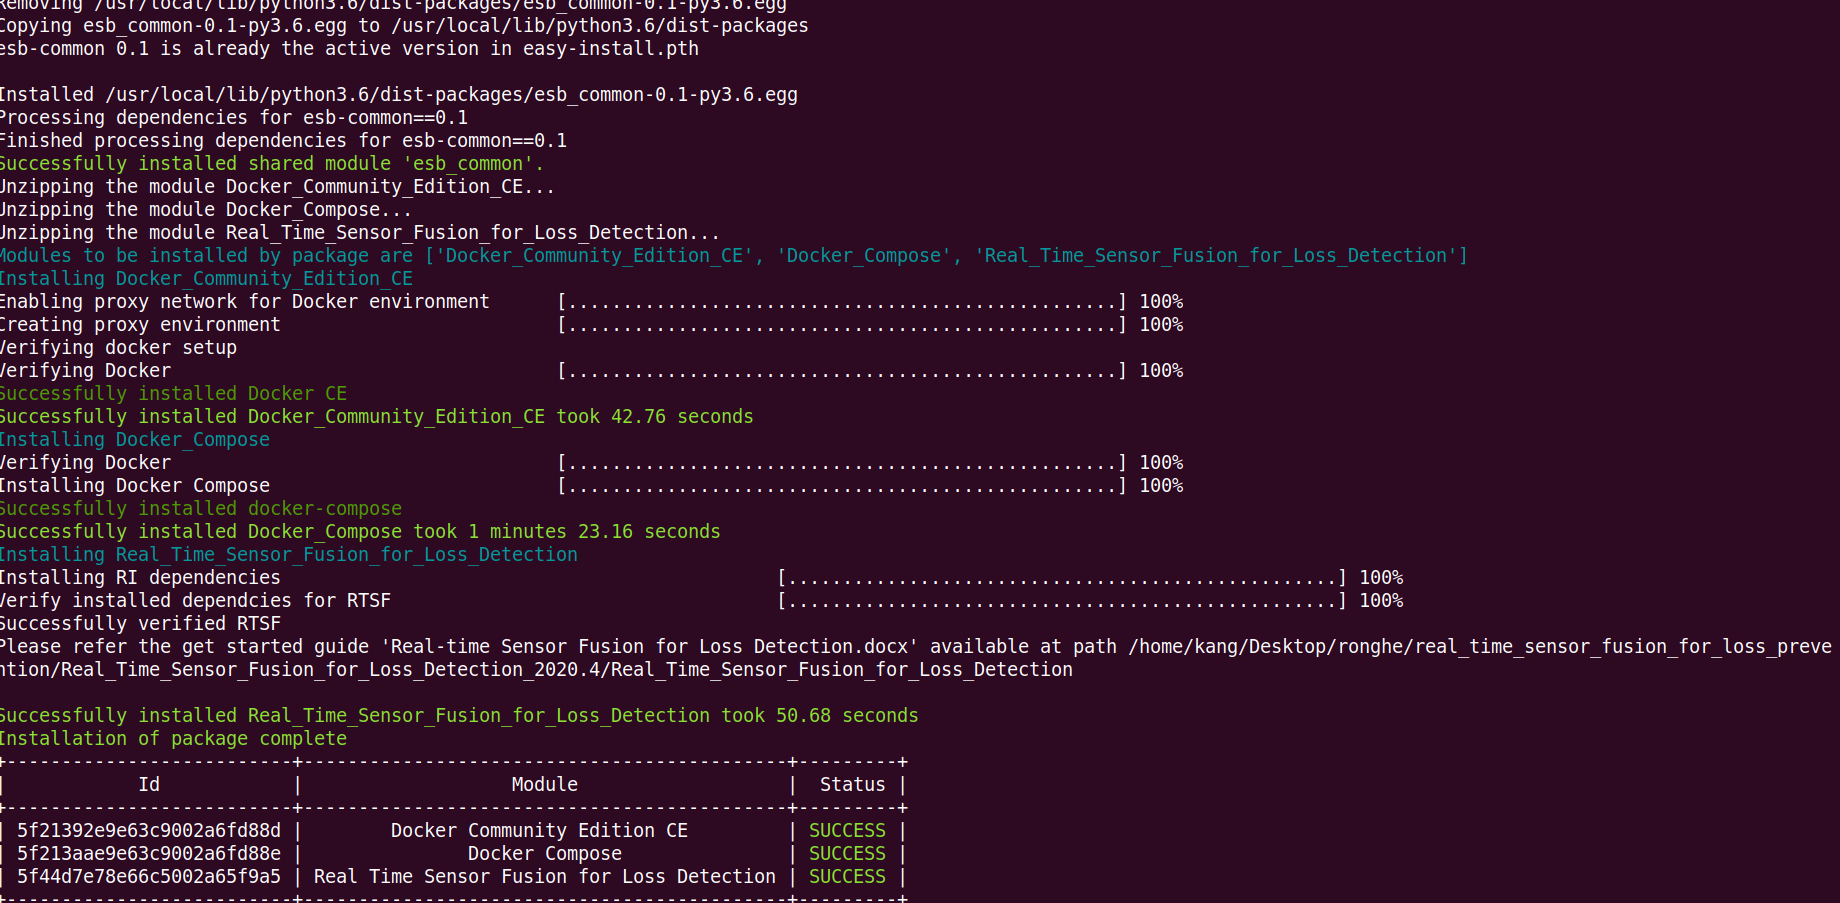 Removing /usr/local/lib/python3.6/dist-packages/esb_common-0.1-py3.6.egg
Copying esb_common-0.1-py3.6.egg to /usr/local/lib/python3.6/dist-packages
esb-common 0.1 is already the active version in easy-install.pth
Installed /usr/local/lib/python3.6/dist-packages/esb_common-0.1-py3.6.egg
Processing dependencies for esb-common==0.1
Finished processing dependencies for esb-common==0.1
Successfully installed shared module 'esb_common'.
Unzipping the module Docker_Community_Edition_CE...
Unzipping the module Docker_Compose...
Unzipping the module Real_Time_Sensor_Fusion_for_Loss_Detection...
Modules to be installed by package are ['Docker_Community_Edition_CE', 'Docker_Compose', 'Real_Time_Sensor_Fusion_for_Loss_Detection']
Installing Docker_Community_Edition_CE
Enabling proxy network for Docker environment [..................................................] 100%
Creating proxy environment [..................................................] 100%
Verifying docker setup
Verifying Docker [..................................................] 100%
Successfully installed Docker CE
Successfully installed Docker_Community_Edition_CE took 42.76 seconds
Installing Docker_Compose
Verifying Docker [..................................................] 100%
Installing Docker Compose [..................................................] 100%
Successfully installed docker-compose
Successfully installed Docker_Compose took 1 minutes 23.16 seconds
Installing Real_Time_Sensor_Fusion_for_Loss_Detection
Installing RI dependencies [..................................................] 100%
Verify installed dependcies for RTSF [..................................................] 100%
Successfully verified RTSF
Please refer the get started guide 'Real-time Sensor Fusion for Loss Detection.docx' available at path /home/kang/Desktop/ronghe/real_time_sensor_fusion_for_loss_preve
ntion/Real_Time_Sensor_Fusion_for_Loss_Detection_2020.4/Real_Time_Sensor_Fusion_for_Loss_Detection
Successfully installed Real_Time_Sensor_Fusion_for_Loss_Detection took 50.68 seconds
Installation of package complete
+--------------------------+--------------------------------------------+---------+
| Id | Module | Status |
+--------------------------+--------------------------------------------+---------+
| 5f21392e9e63c9002a6fd88d | Docker Community Edition CE | SUCCESS |
| 5f213aae9e63c9002a6fd88e | Docker Compose | SUCCESS |
| 5f44d7e78e66c5002a65f9a5 | Real Time Sensor Fusion for Loss Detection | SUCCESS |
+--------------------------+--------------------------------------------+---------+